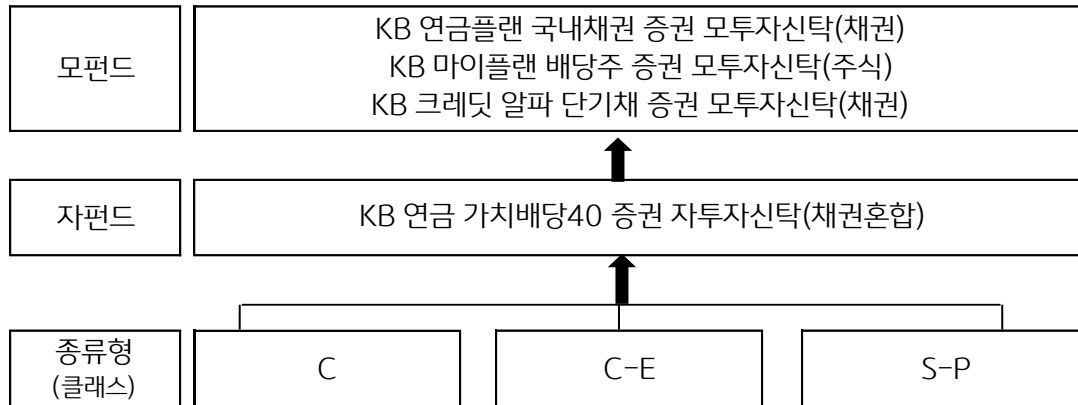 모펀드
KB 연금플랜 국내채권 증권 모투자신탁(채권)
KB 마이플랜 배당주 증권 모투자신탁(주식)
KB 크레딧 알파 단기채 증권 모투자신탁(채권)
자펀드
KB 연금 가치배당40 증권 자투자신탁(채권혼합)
종류형
(클래스)
C
C-E
S-P